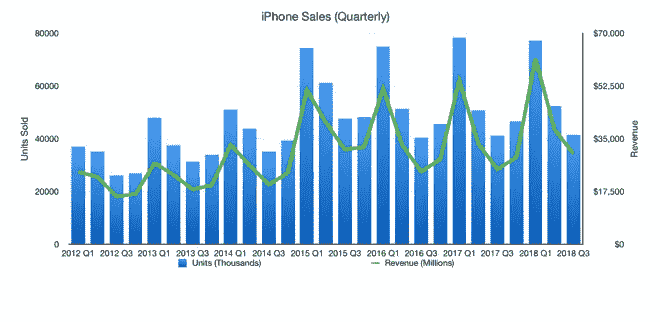 iPhone Sales (Quarterly)
80000
60000
40000
20000
0
Units Sold
$70,000
$52,500
$35,000
$17,500
$0
Revenue
2012 Q1 2012 Q3 2013 Q1 2013 Q3 2014 Q1 2014 Q3 2015 Q1 2015 Q3 2016 Q1 2016 Q3 2017 Q1 2017 Q3 2018 Q1 2018 Q3
Units (Thousands) Revenue (Millions)